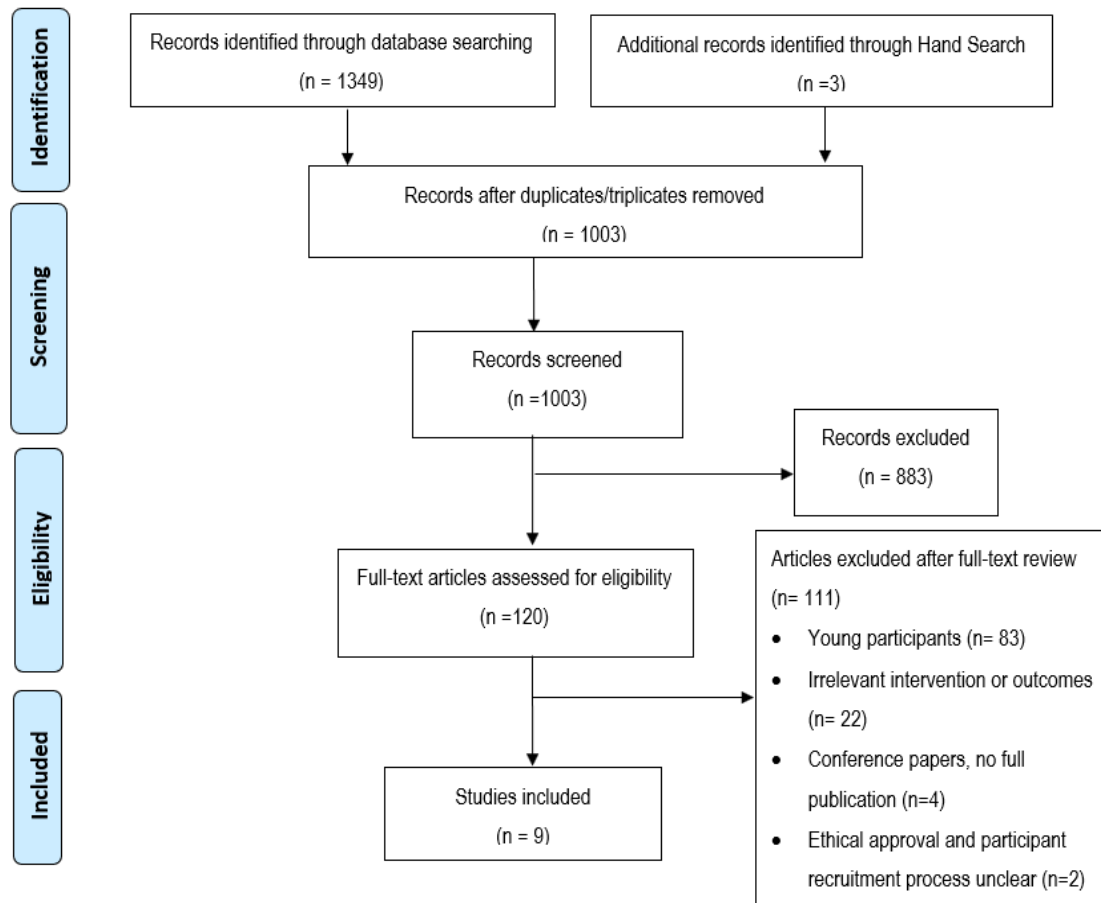 Identification
Records identified through database searching
(n = 1349)
Additional records identified through Hand Search
(n =3)
Records after duplicates/triplicates removed
(n = 1003)
Screening
Records screened
(n =1003)
Records excluded
(n = 883)
Eligibility
Full-text articles assessed for eligibility
(n =120)
Articles excluded after full-text review
(n= 111)
• Young participants (n= 83)
• Irrelevant intervention or outcomes
(n= 22)
• Conference papers, no full
publication (n=4)
• Ethical approval and participant
recruitment process unclear (n=2)
Included
Studies included
(n = 9)